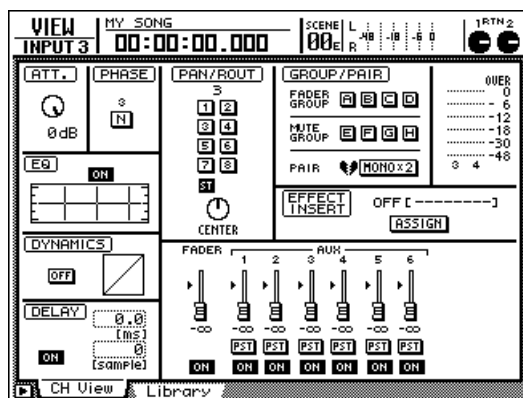 VIEW
INPUT 3
MY SONG
00:00:00.000
SCENE
00E
L
R
-48 -18 -6 0
1RTN2
ATT.
0dB
PHASE
3
N
PAN/ROUT
3
1 2
3 4
5 6
7 8
ST
CENTER
GROUP/PAIR
FADER GROUP A B C D
MUTE GROUP E F G H
PAIR MONO×2
OVER
0
-6
-12
-18
-30
-48
3 4
EQ
ON
EFFECT INSERT OFF[----------]
ASSIGN
DYNAMICS
OFF
FADER
AUX
1 2 3 4 5 6
-∞ -∞ -∞ -∞ -∞ -∞ -∞
PST PST PST PST PST PST
ON ON ON ON ON ON ON
DELAY
0.0
[ms]
0
[sample]
ON
CH View
Library